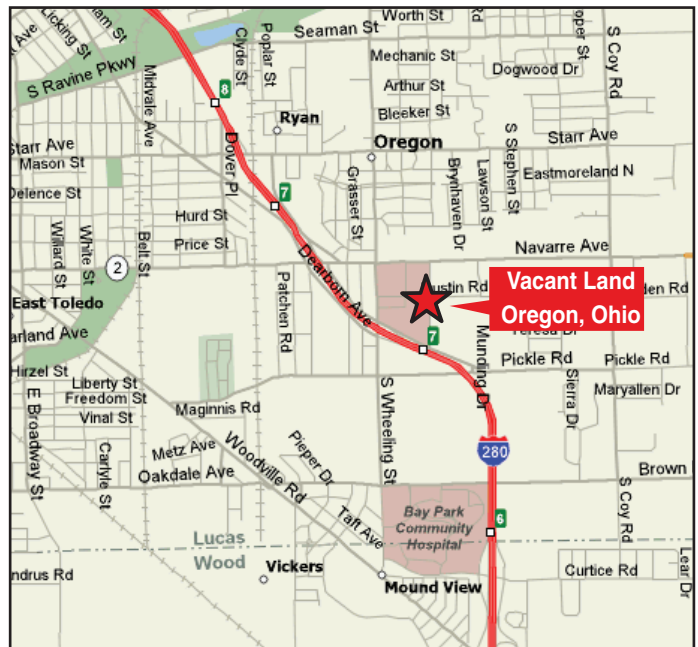 Worth St
Rd
Licking St
Seaman St
Clyde St
Poplar St
S Coy Rd
Mechanic St
Dogwood Dr
S Ravine Pkwy
Midvale Ave
Arthur St
8
Bleeker St
Ryan
Starr Ave
Oregon
Starr Ave
Mason St
Dover Pl
S Stephen St
Lawson St
Brynhaven Dr
Eastmoreland N
Grasser St
7
Hurd St
Willard St
White St
Belt St
Price St
Navarre Ave
2
Dearborn Ave
Patchen Rd
Vacant Land
Oregon, Ohio
East Toledo
7
Pickle Rd
Pickle Rd
Hirzel St
Munding Dr
Liberty St
Freedom St
Maryallen Dr
Sierra Dr
Vinal St
Maginnis Rd
E Broadway St
S Wheeling St
Carlyle St
Metz Ave
Woodville Rd
Pieper Dr
280
Oakdale Ave
Brown
S Coy Rd
Bay Park
Community
Hospital
6
Taft Ave
Lucas
Wood
Vickers
Mound View
Curtice Rd
Lear Dr